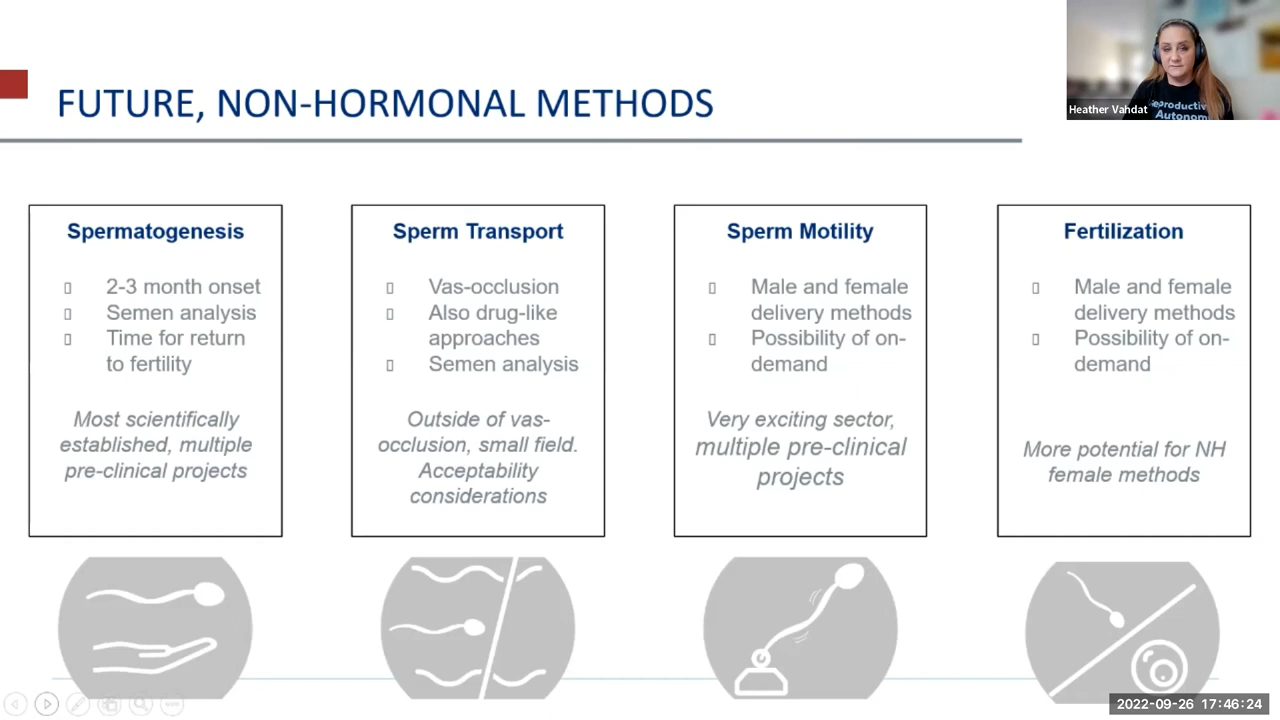 FUTURE, NON-HORMONAL METHODS
Heather Vahdat
eproductiv
Autonom
Spermatogenesis
2-3 month onset
Semen analysis
Time for return
to fertility
Most scientifically
established, multiple
pre-clinical projects
Sperm Transport
Vas-occlusion
Also drug-like
approaches
Semen analysis
Outside of vas-
occlusion, small field.
Acceptability
considerations
Sperm Motility
Male and female
delivery methods
Possibility of on-
demand
Very exciting sector,
multiple pre-clinical
projects
Fertilization
Male and female
delivery methods
Possibility of on-
demand
More potential for NH
female methods
2022-09-26 17:46:24